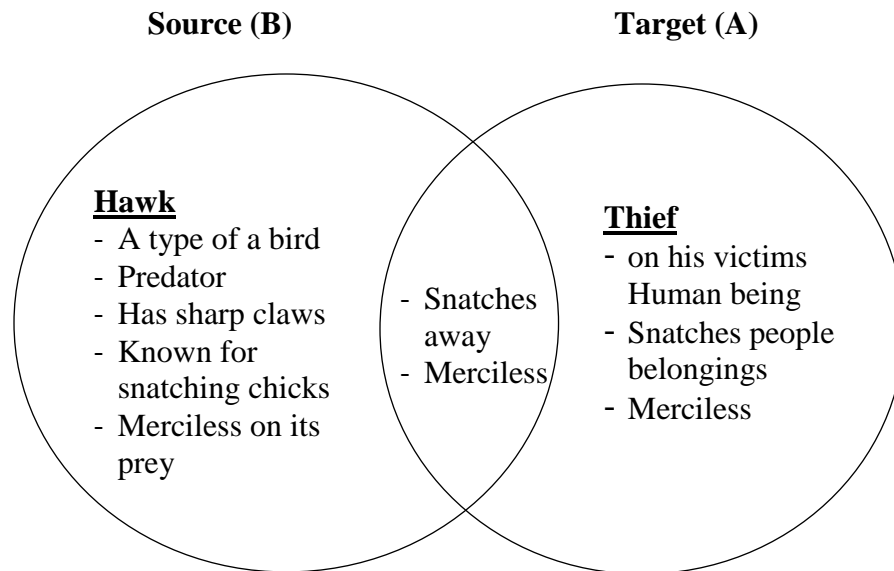 Source (B)
Target (A)
Hawk
- A type of a bird
- Predator
- Has sharp claws
- Known for
snatching chicks
- Merciless on its
prey
- Snatches
away
- Merciless
Thief
- on his victims
Human being
- Snatches people
belongings
- Merciless